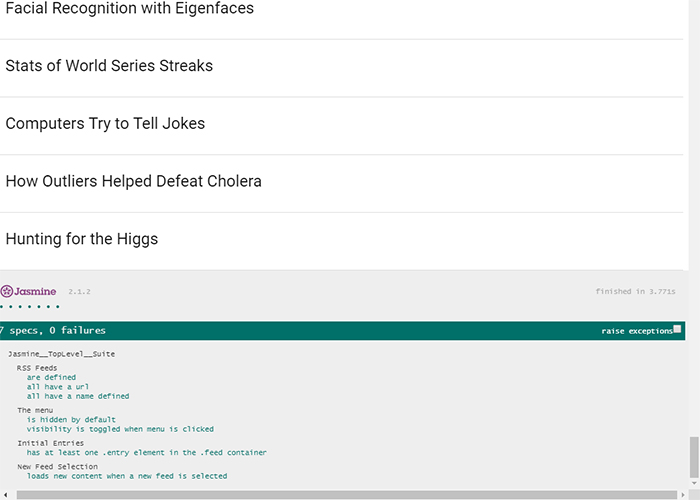 Facial Recognition with Eigenfaces
Stats of World Series Streaks
Computers Try to Tell Jokes
How Outliers Helped Defeat Cholera
Hunting for the Higgs
Jasmine 2.1.2 finished in 3.771s
7 specs, 0 failures raise exceptions
Jasmine__TopLevel__Suite
RSS Feeds
are defined
all have a url
all have a name defined
The menu
is hidden by default
visibility is toggled when menu is clicked
Initial Entries
has at least one .entry element in the .feed container
New Feed Selection
loads new content when a new feed is selected